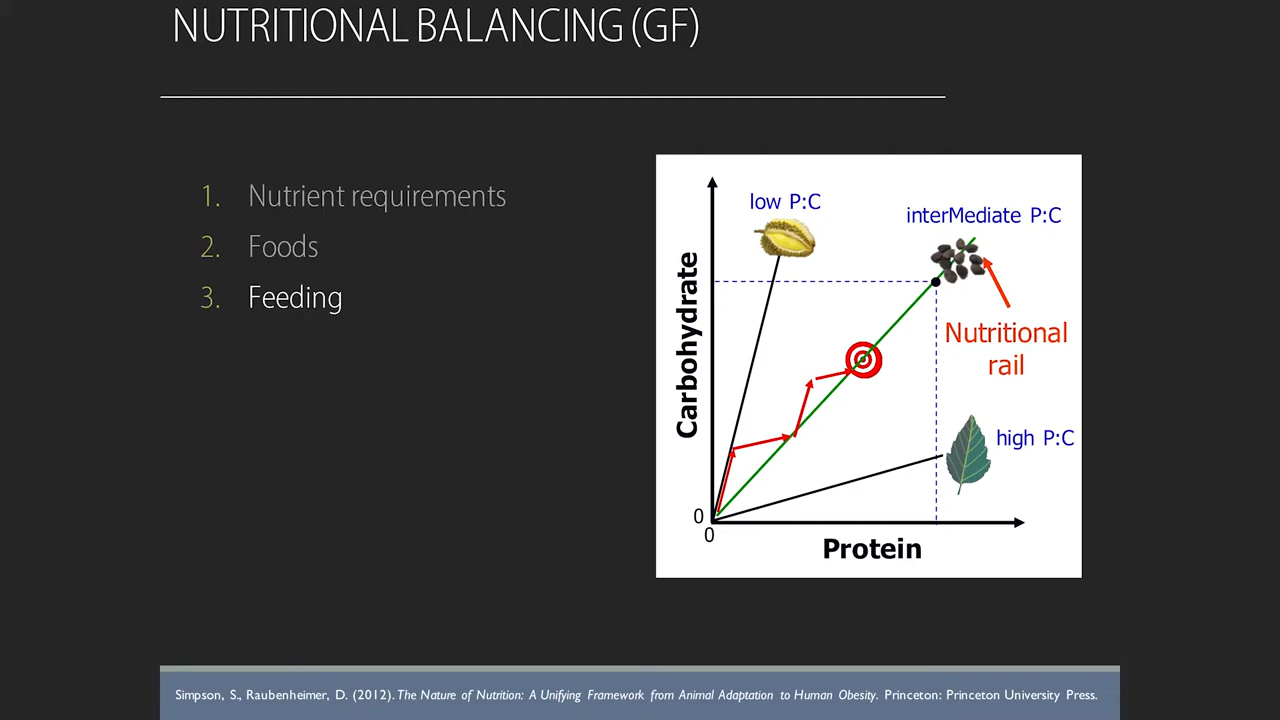 NUTRITIONAL BALANCING (GF)
1. Nutrient requirements
2. Foods
3. Feeding
low P:C
interMediate P:C
Carbohydrate
Nutritional
rail
high P:C
0
0
Protein
Simpson, S., Raubenheimer, D. (2012). The Nature of Nutrition: A Unifying Framework from Animal Adaptation to Human Obesity. Princeton: Princeton University Press.